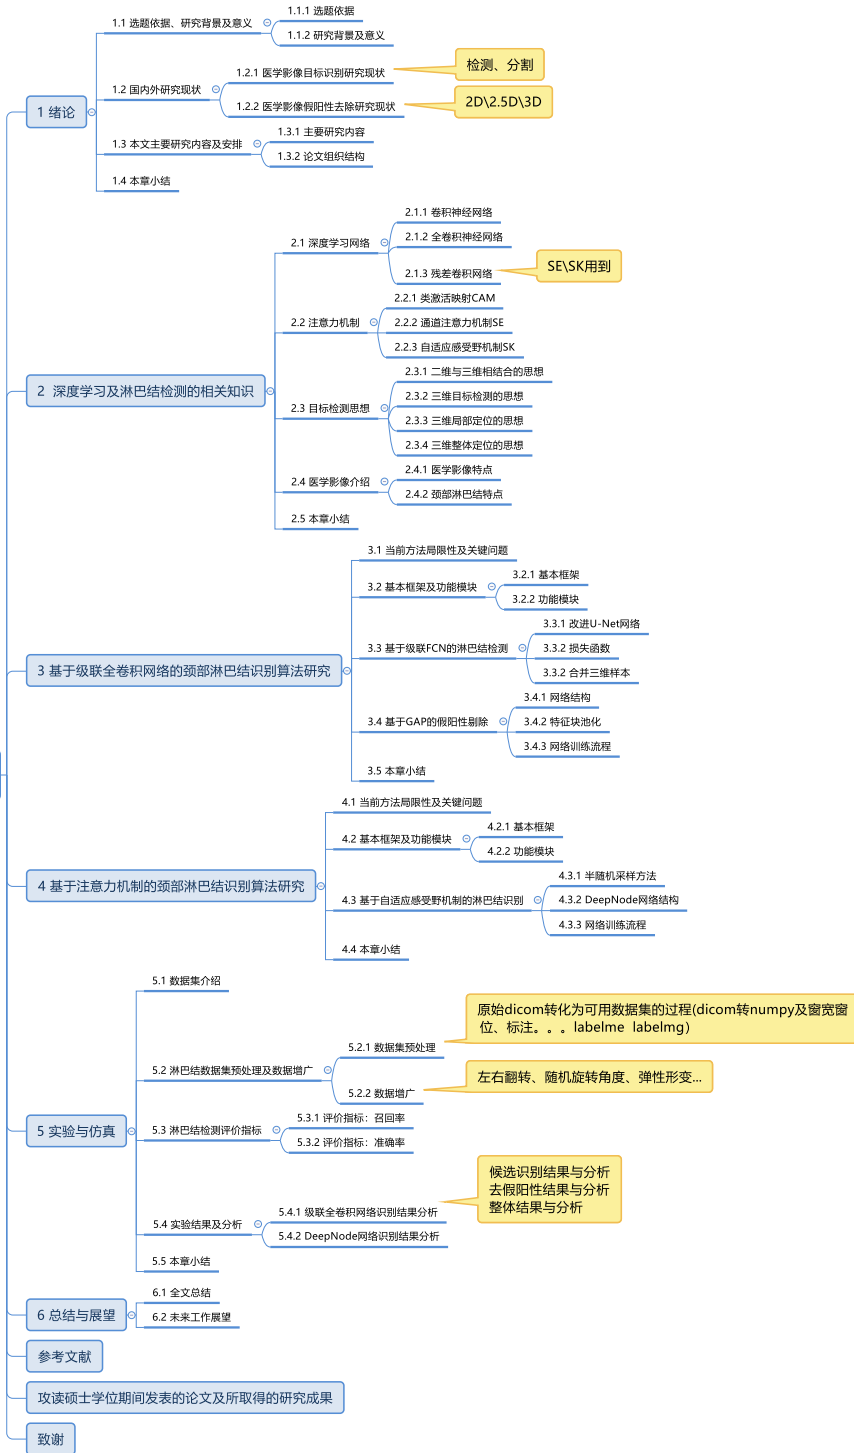 1 绪论
1.1 选题依据、研究背景及意义
1.1.1 选题依据
1.1.2 研究背景及意义
1.2 国内外研究现状
1.2.1 医学影像目标识别研究现状
检测、分割
1.2.2 医学影像假阳性去除研究现状
2D\2.5D\3D
1.3 本文主要研究内容及安排
1.3.1 主要研究内容
1.3.2 论文组织结构
1.4 本章小结
2 深度学习及淋巴结检测的相关知识
2.1 深度学习网络
2.1.1 卷积神经网络
2.1.2 全卷积神经网络
2.1.3 残差卷积网络
SE\SK用到
2.2 注意力机制
2.2.1 类激活映射CAM
2.2.2 通道注意力机制SE
2.2.3 自适应感受野机制SK
2.3 目标检测思想
2.3.1 二维与三维相结合的思想
2.3.2 三维目标检测的思想
2.3.3 三维局部定位的思想
2.3.4 三维整体定位的思想
2.4 医学影像介绍
2.4.1 医学影像特点
2.4.2 颈部淋巴结特点
2.5 本章小结
3 基于级联全卷积网络的颈部淋巴结识别算法研究
3.1 当前方法局限性及关键问题
3.2 基本框架及功能模块
3.2.1 基本框架
3.2.2 功能模块
3.3 基于级联FCN的淋巴结检测
3.3.1 改进U-Net网络
3.3.2 损失函数
3.3.2 合并三维样本
3.4 基于GAP的假阳性剔除
3.4.1 网络结构
3.4.2 特征块池化
3.4.3 网络训练流程
3.5 本章小结
4 基于注意力机制的颈部淋巴结识别算法研究
4.1 当前方法局限性及关键问题
4.2 基本框架及功能模块
4.2.1 基本框架
4.2.2 功能模块
4.3 基于自适应感受野机制的淋巴结识别
4.3.1 半随机采样方法
4.3.2 DeepNode网络结构
4.3.3 网络训练流程
4.4 本章小结
5 实验与仿真
5.1 数据集介绍
5.2 淋巴结数据集预处理及数据增广
5.2.1 数据集预处理
原始dicom转化为可用数据集的过程(dicom转numpy及窗宽窗
位、标注。。。labelme labelmg)
5.2.2 数据增广
左右翻转、随机旋转角度、弹性形变...
5.3 淋巴结检测评价指标
5.3.1 评价指标：召回率
5.3.2 评价指标：准确率
5.4 实验结果及分析
5.4.1 级联全卷积网络识别结果分析
候选识别结果与分析
去假阳性结果与分析
整体结果与分析
5.4.2 DeepNode网络识别结果分析
5.5 本章小结
6 总结与展望
6.1 全文总结
6.2 未来工作展望
参考文献
攻读硕士学位期间发表的论文及所取得的研究成果
致谢